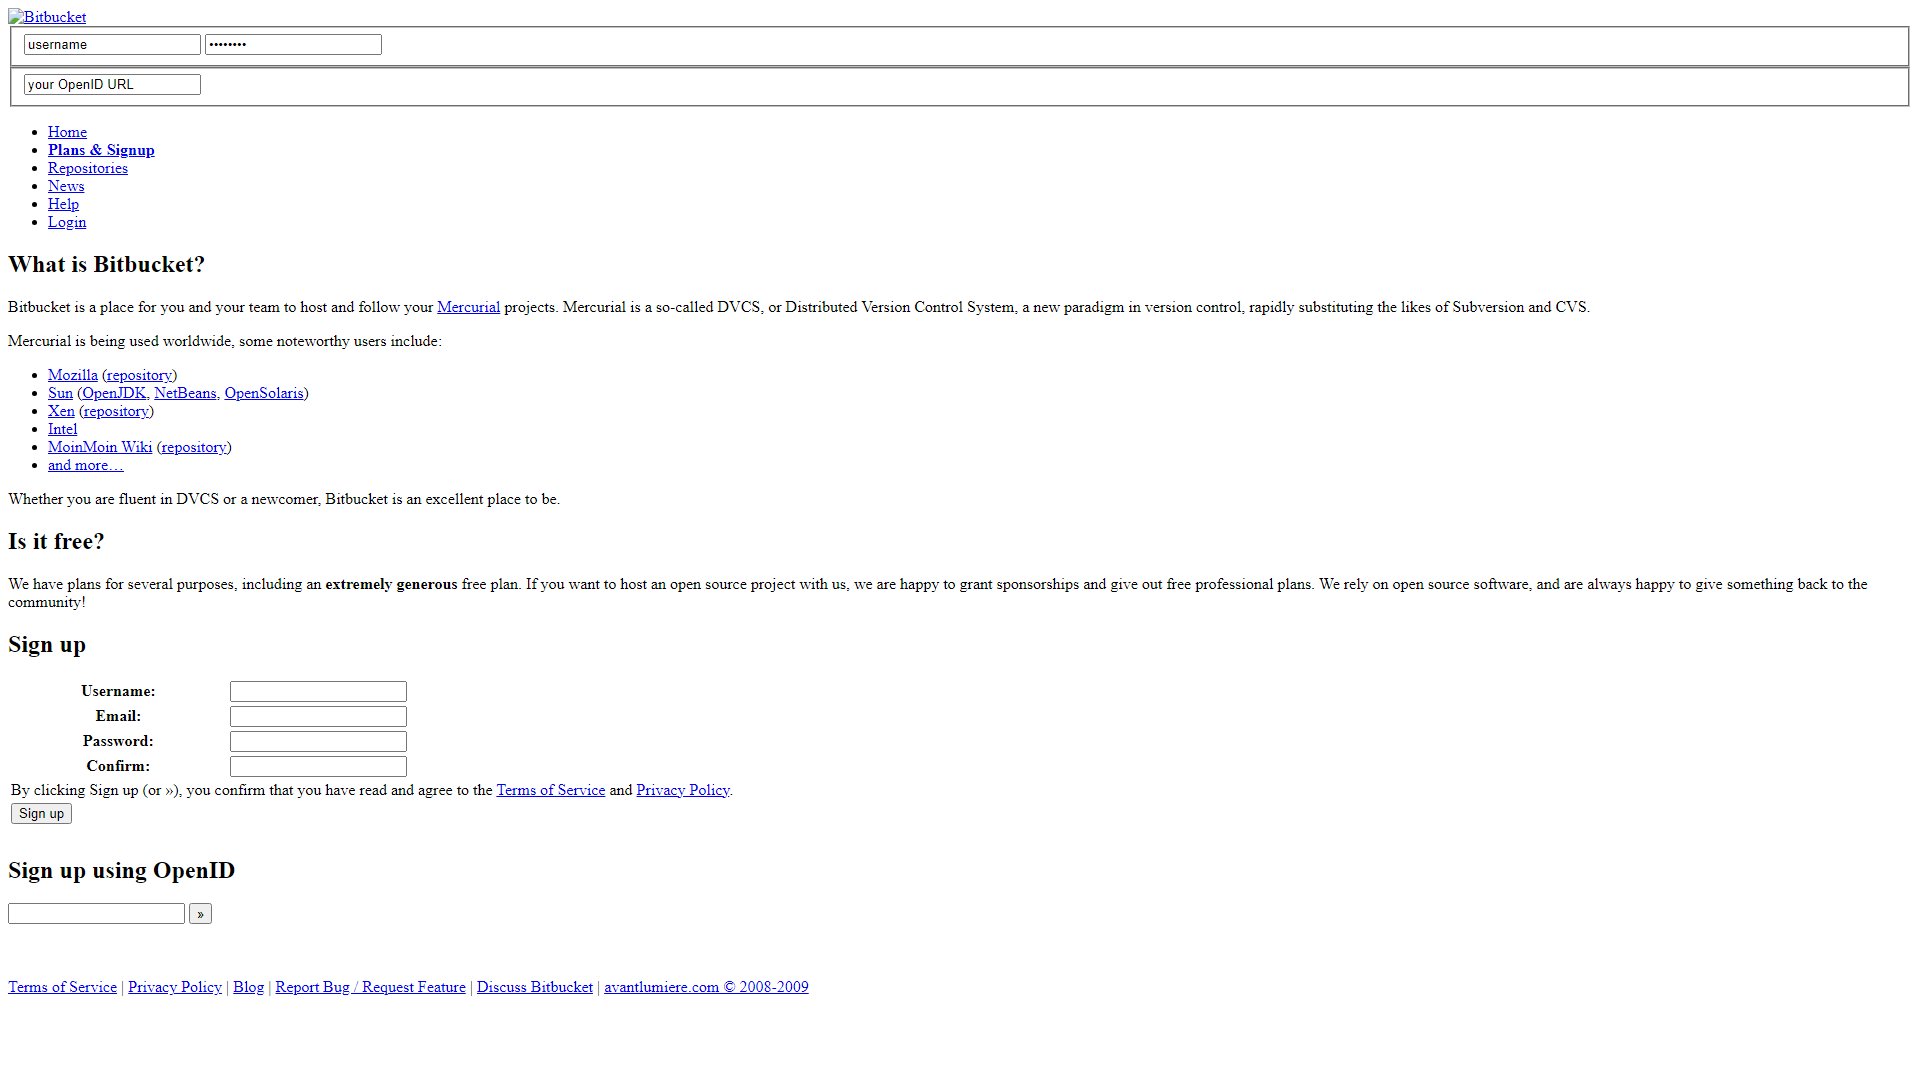 Bitbucket
username ••••••••
your OpenID URL
• Home
• Plans & Signup
• Repositories
• News
• Help
• Login
What is Bitbucket?
Bitbucket is a place for you and your team to host and follow your Mercurial projects. Mercurial is a so-called DVCS, or Distributed Version Control System, a new paradigm in version control, rapidly substituting the likes of Subversion and CVS.
Mercurial is being used worldwide, some noteworthy users include:
• Mozilla (repository)
• Sun (OpenJDK, NetBeans, OpenSolaris)
• Xen (repository)
• Intel
• MoinMoin Wiki (repository)
• and more…
Whether you are fluent in DVCS or a newcomer, Bitbucket is an excellent place to be.
Is it free?
We have plans for several purposes, including an extremely generous free plan. If you want to host an open source project with us, we are happy to grant sponsorships and give out free professional plans. We rely on open source software, and are always happy to give something back to the
community!
Sign up
Username:
Email:
Password:
Confirm:
By clicking Sign up (or »), you confirm that you have read and agree to the Terms of Service and Privacy Policy.
Sign up
Sign up using OpenID
»
Terms of Service | Privacy Policy | Blog | Report Bug / Request Feature | Discuss Bitbucket | avantlumiere.com © 2008-2009